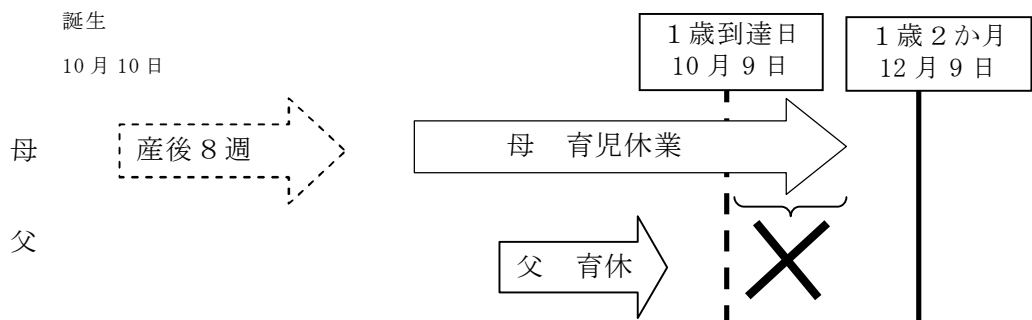 誕生
10月10日
１歳到達日
10月９日
１歳２か月
12月９日
母
産後８週
母　育児休業
父
父　育休